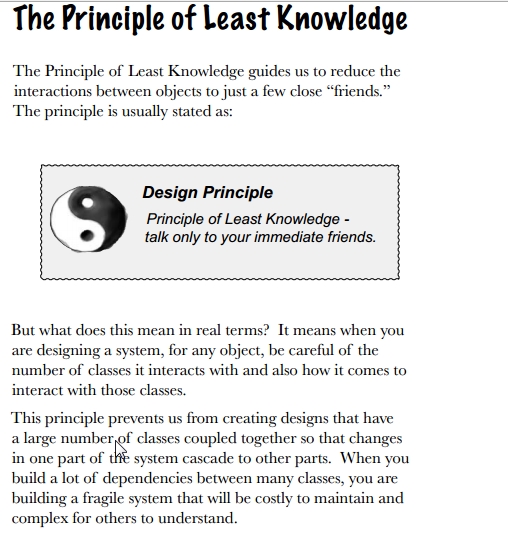 The Principle of Least Knowledge
The Principle of Least Knowledge guides us to reduce the
interactions between objects to just a few close “friends.”
The principle is usually stated as:
Design Principle
Principle of Least Knowledge -
talk only to your immediate friends.
But what does this mean in real terms? It means when you
are designing a system, for any object, be careful of the
number of classes it interacts with and also how it comes to
interact with those classes.
This principle prevents us from creating designs that have
a large number of classes coupled together so that changes
in one part of the system cascade to other parts. When you
build a lot of dependencies between many classes, you are
building a fragile system that will be costly to maintain and
complex for others to understand.